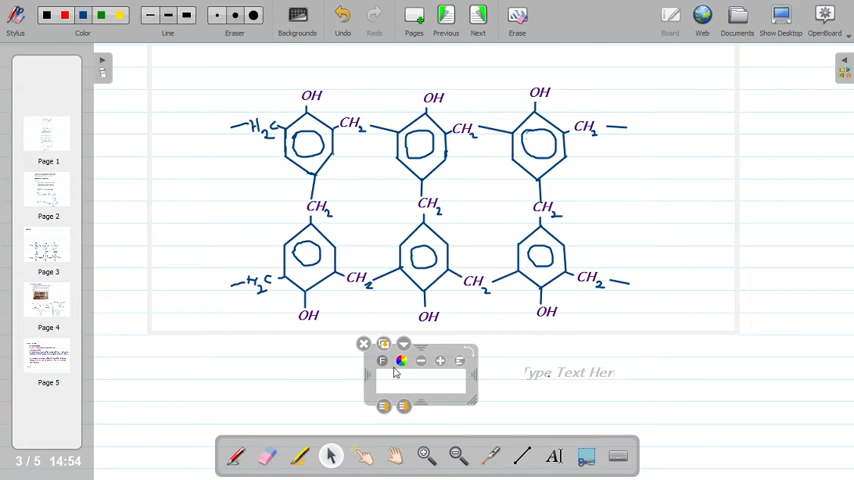 Stylus
Color
Line
Eraser
Backgrounds
Undo
Redo
Pages
Previous
Next
Erase
Board
Web
Documents
Show Desktop
OpenBoard
Page 1
Page 2
Page 3
Page 4
Page 5
OH OH OH
H2C CH2 CH2 CH2
CH2 CH2 CH2
H2C CH2 CH2 CH2
OH OH OH
F
Type Text Her
AI
3 / 5 14:54